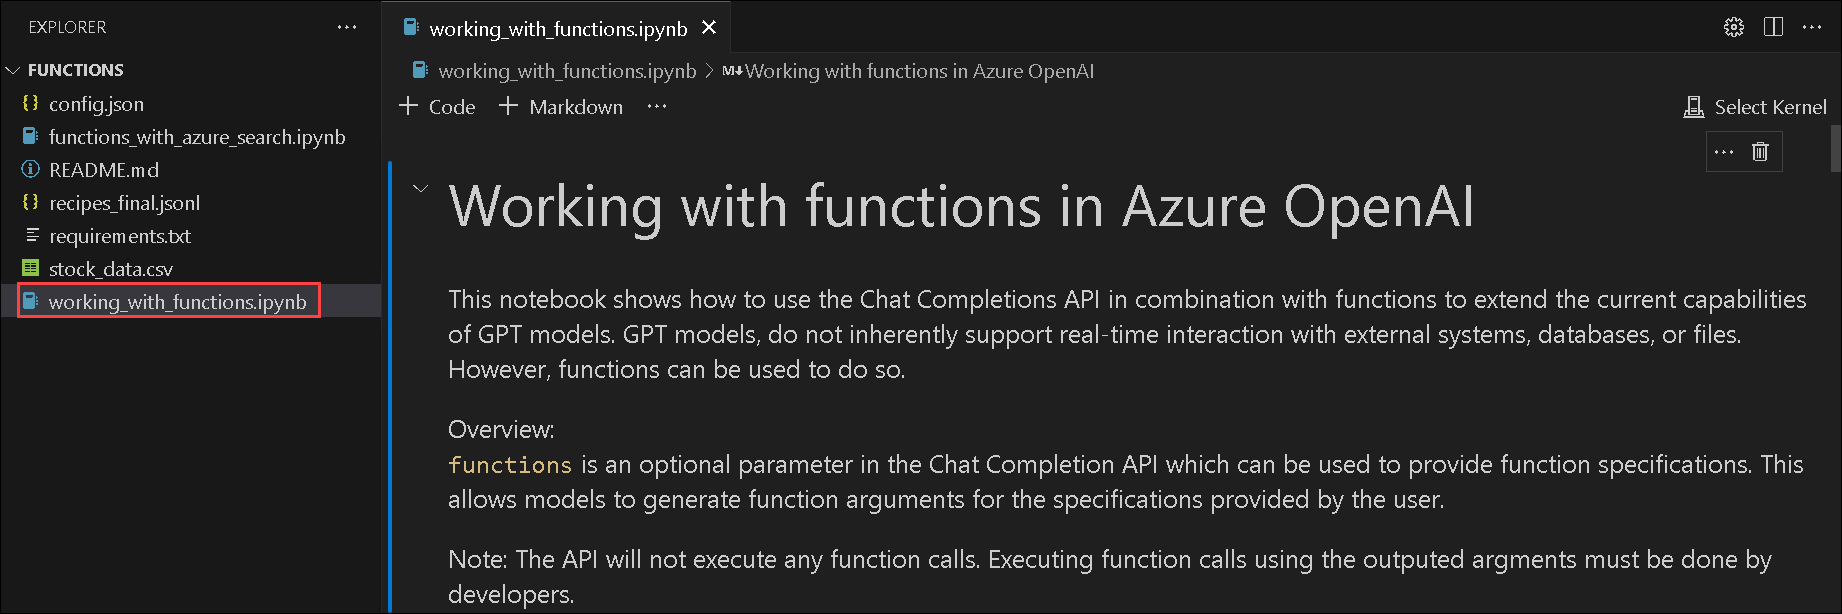 EXPLORER
FUNCTIONS
config.json
functions_with_azure_search.ipynb
README.md
recipes_final.jsonl
requirements.txt
stock_data.csv
working_with_functions.ipynb
working_with_functions.ipynb
working_with_functions.ipynb > M↓Working with functions in Azure OpenAI
+ Code + Markdown ···
Select Kernel
Working with functions in Azure OpenAI
This notebook shows how to use the Chat Completions API in combination with functions to extend the current capabilities
of GPT models. GPT models, do not inherently support real-time interaction with external systems, databases, or files.
However, functions can be used to do so.
Overview:
functions is an optional parameter in the Chat Completion API which can be used to provide function specifications. This
allows models to generate function arguments for the specifications provided by the user.
Note: The API will not execute any function calls. Executing function calls using the outputed argments must be done by
developers.